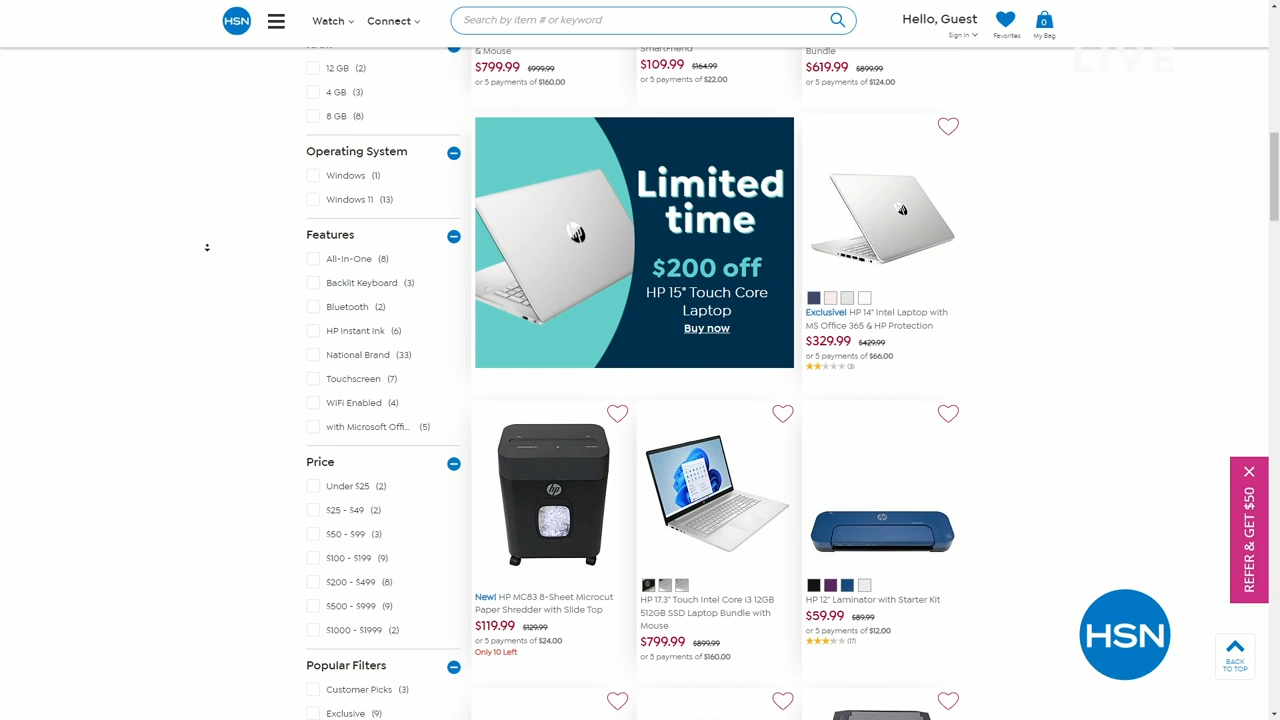 HSN
Watch
Connect
Search by item # or keyword
Hello, Guest
Sign In
Favorites
0
My Bag
LIVE
12 GB (2)
4 GB (3)
8 GB (8)
Operating System
Windows (1)
Windows 11 (13)
Features
All-In-One (8)
Backlit Keyboard (3)
Bluetooth (2)
HP Instant Ink (6)
National Brand (33)
Touchscreen (7)
WiFi Enabled (4)
with Microsoft Offi... (5)
Price
Under $25 (2)
$25 - $49 (2)
$50 - $99 (3)
$100 - $199 (9)
$200 - $499 (8)
$500 - $999 (9)
$1000 - $1999 (2)
Popular Filters
Customer Picks (3)
Exclusive (9)
& Mouse
$799.99 $999.99
or 5 payments of $160.00
SmartFriend
$109.99 $164.99
or 5 payments of $22.00
Bundle
$619.99 $899.99
or 5 payments of $124.00
Limited
time
$200 off
HP 15" Touch Core
Laptop
Buy now
Exclusive! HP 14" Intel Laptop with
MS Office 365 & HP Protection
$329.99 $429.99
or 5 payments of $66.00
(3)
New! HP MC83 8-Sheet Microcut
Paper Shredder with Slide Top
$119.99 $129.99
or 5 payments of $24.00
Only 10 Left
HP 17.3" Touch Intel Core i3 12GB
512GB SSD Laptop Bundle with
Mouse
$799.99 $899.99
or 5 payments of $160.00
HP 12" Laminator with Starter Kit
$59.99 $89.99
or 5 payments of $12.00
(17)
REFER & GET $50
HSN
BACK
TO TOP